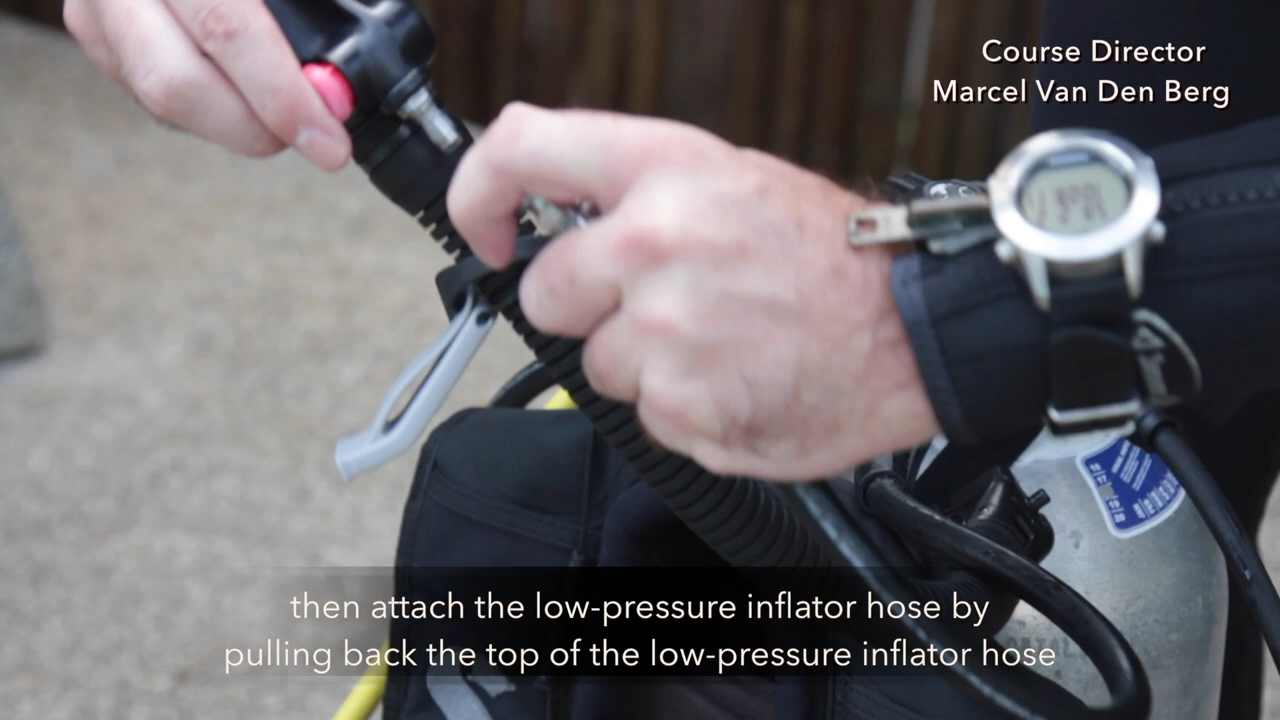 Course Director
Marcel Van Den Berg
then attach the low-pressure inflator hose by
pulling back the top of the low-pressure inflator hose